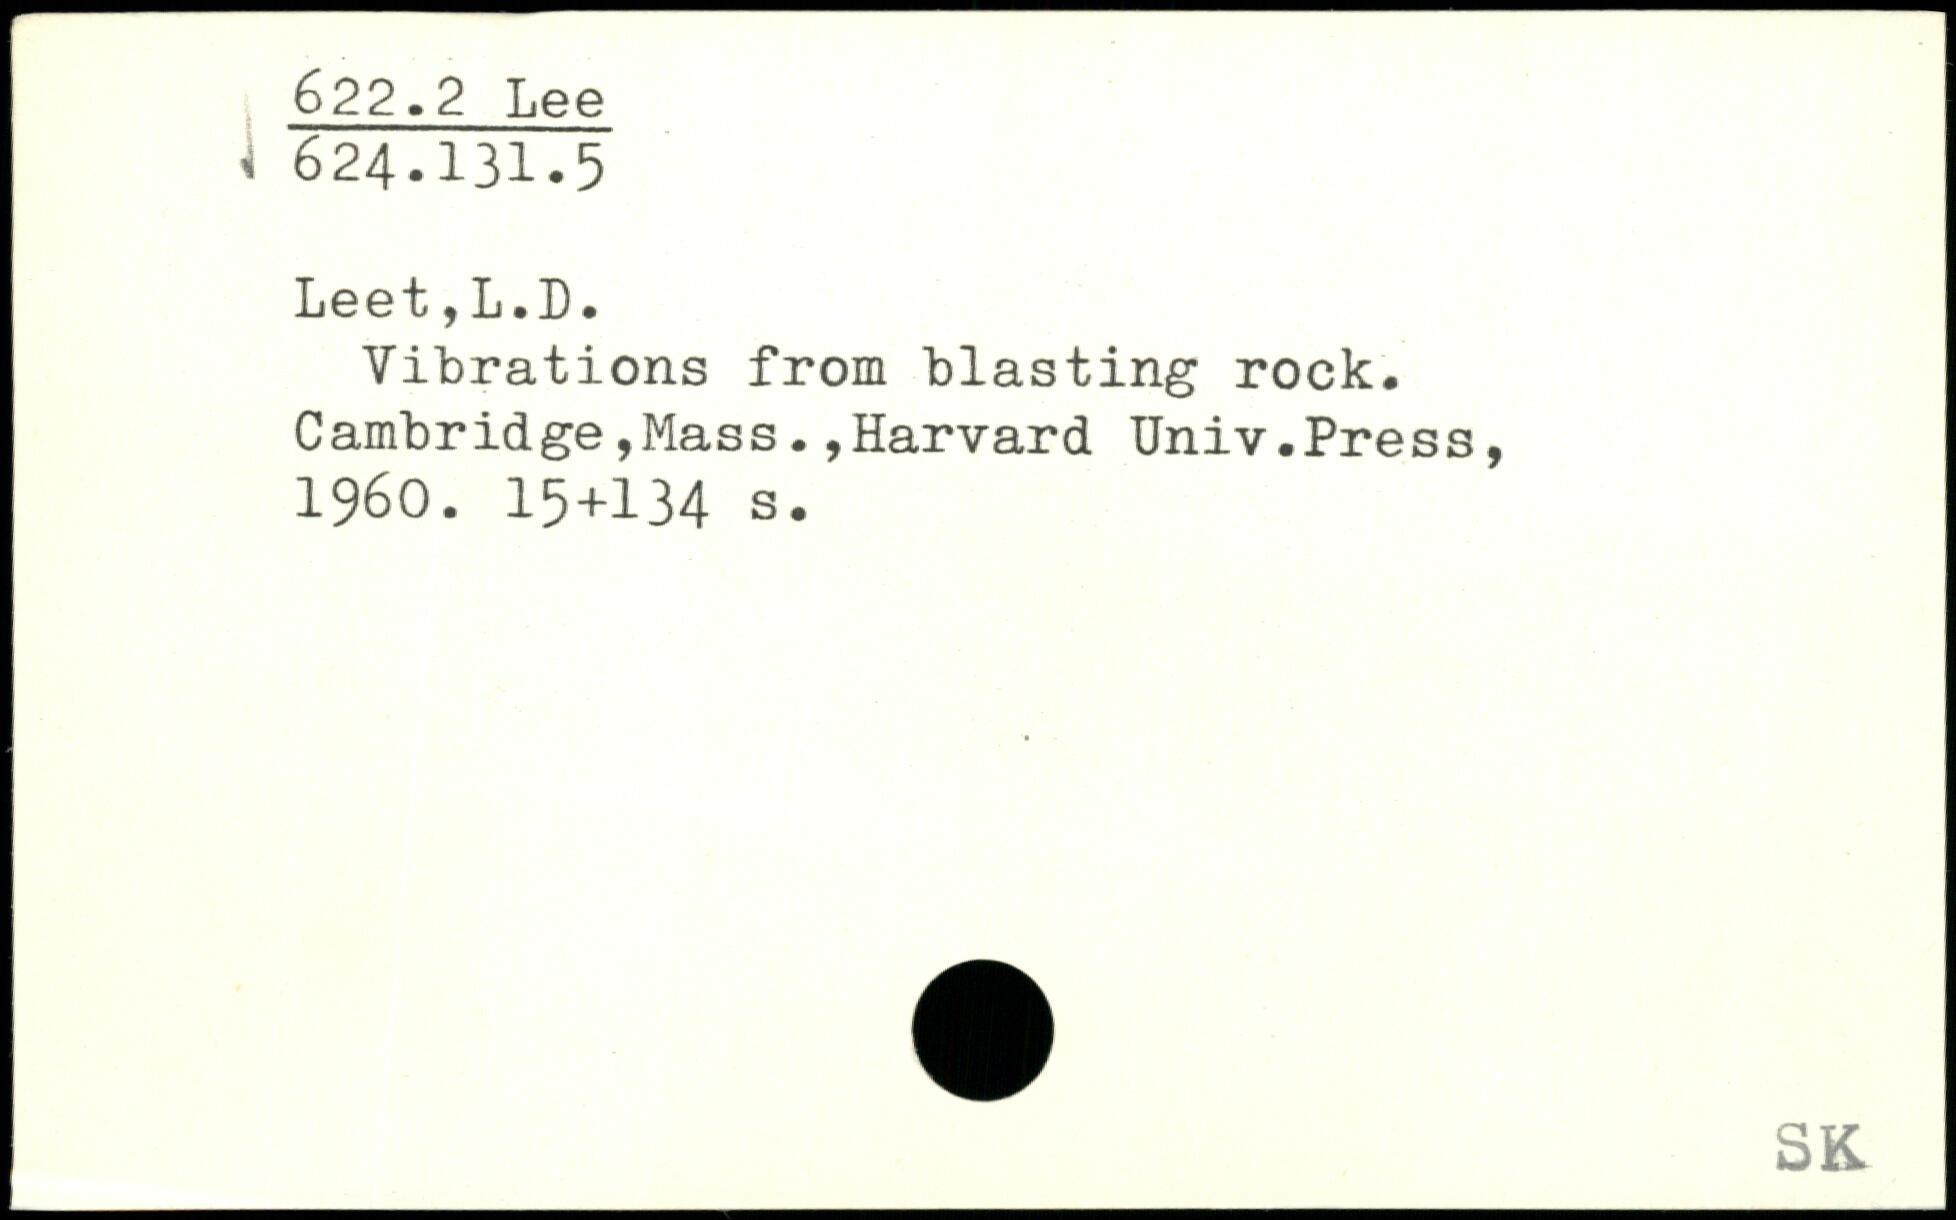 622.2 Lee
624.131.5
Leet,L.D.
Vibrations from blasting rock.
Cambridge,Mass.,Harvard Univ.Press,
1960. 15+134 s.
SK